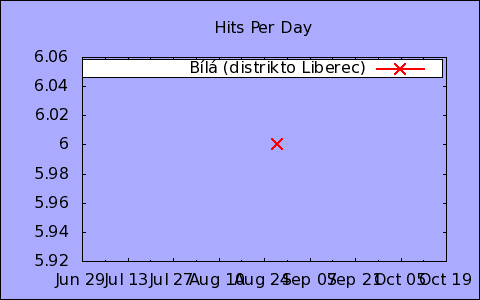 Hits Per Day
Bílá (distrikto Liberec)
6.06
6.04
6.02
6
5.98
5.96
5.94
5.92
Jun 29 Jul 13 Jul 27 Aug 10 Aug 24 Sep 07 Sep 21 Oct 05 Oct 19